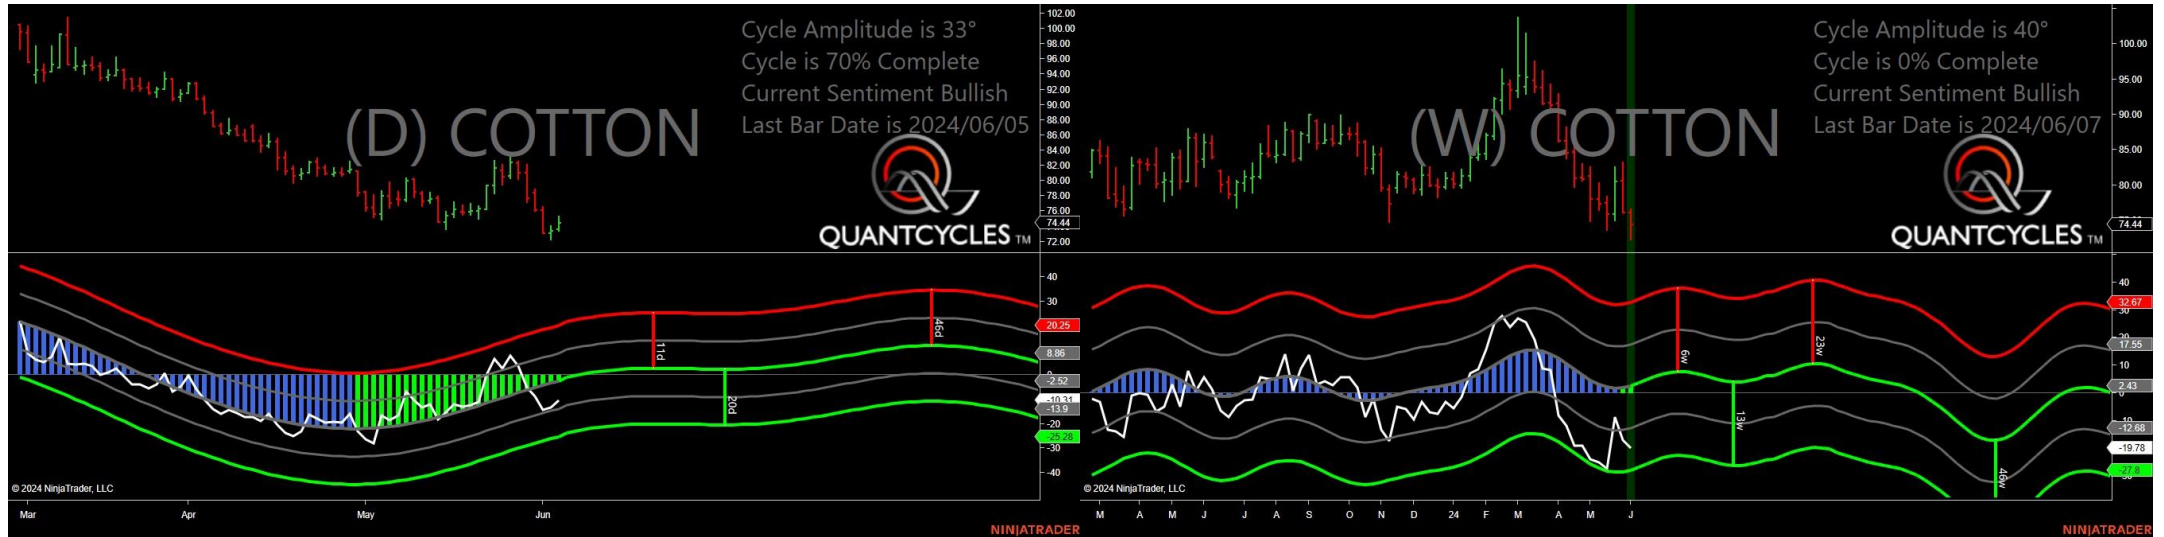 Cycle Amplitude is 33°
Cycle is 70% Complete
Current Sentiment Bullish
Last Bar Date is 2024/06/05
(D) COTTON
QUANTCYCLES TM
102.00
100.00
98.00
96.00
94.00
92.00
90.00
88.00
86.00
84.00
82.00
80.00
78.00
76.00
74.44
72.00
40
30
20.25
8.86
0
-2.52
-10.31
-13.9
-20
-25.28
-30
-40
11d
20d
46d
© 2024 NinjaTrader, LLC
Mar Apr May Jun
NINJATRADER
Cycle Amplitude is 40°
Cycle is 0% Complete
Current Sentiment Bullish
Last Bar Date is 2024/06/07
(W) COTTON
QUANTCYCLES TM
100.00
95.00
90.00
85.00
80.00
74.44
40
32.67
30
20
17.55
10
2.43
0
-10
-12.68
-19.78
-27.8
6w
13w
23w
46w
© 2024 NinjaTrader, LLC
M A M J J A S O N D 24 F M A M J
NINJATRADER